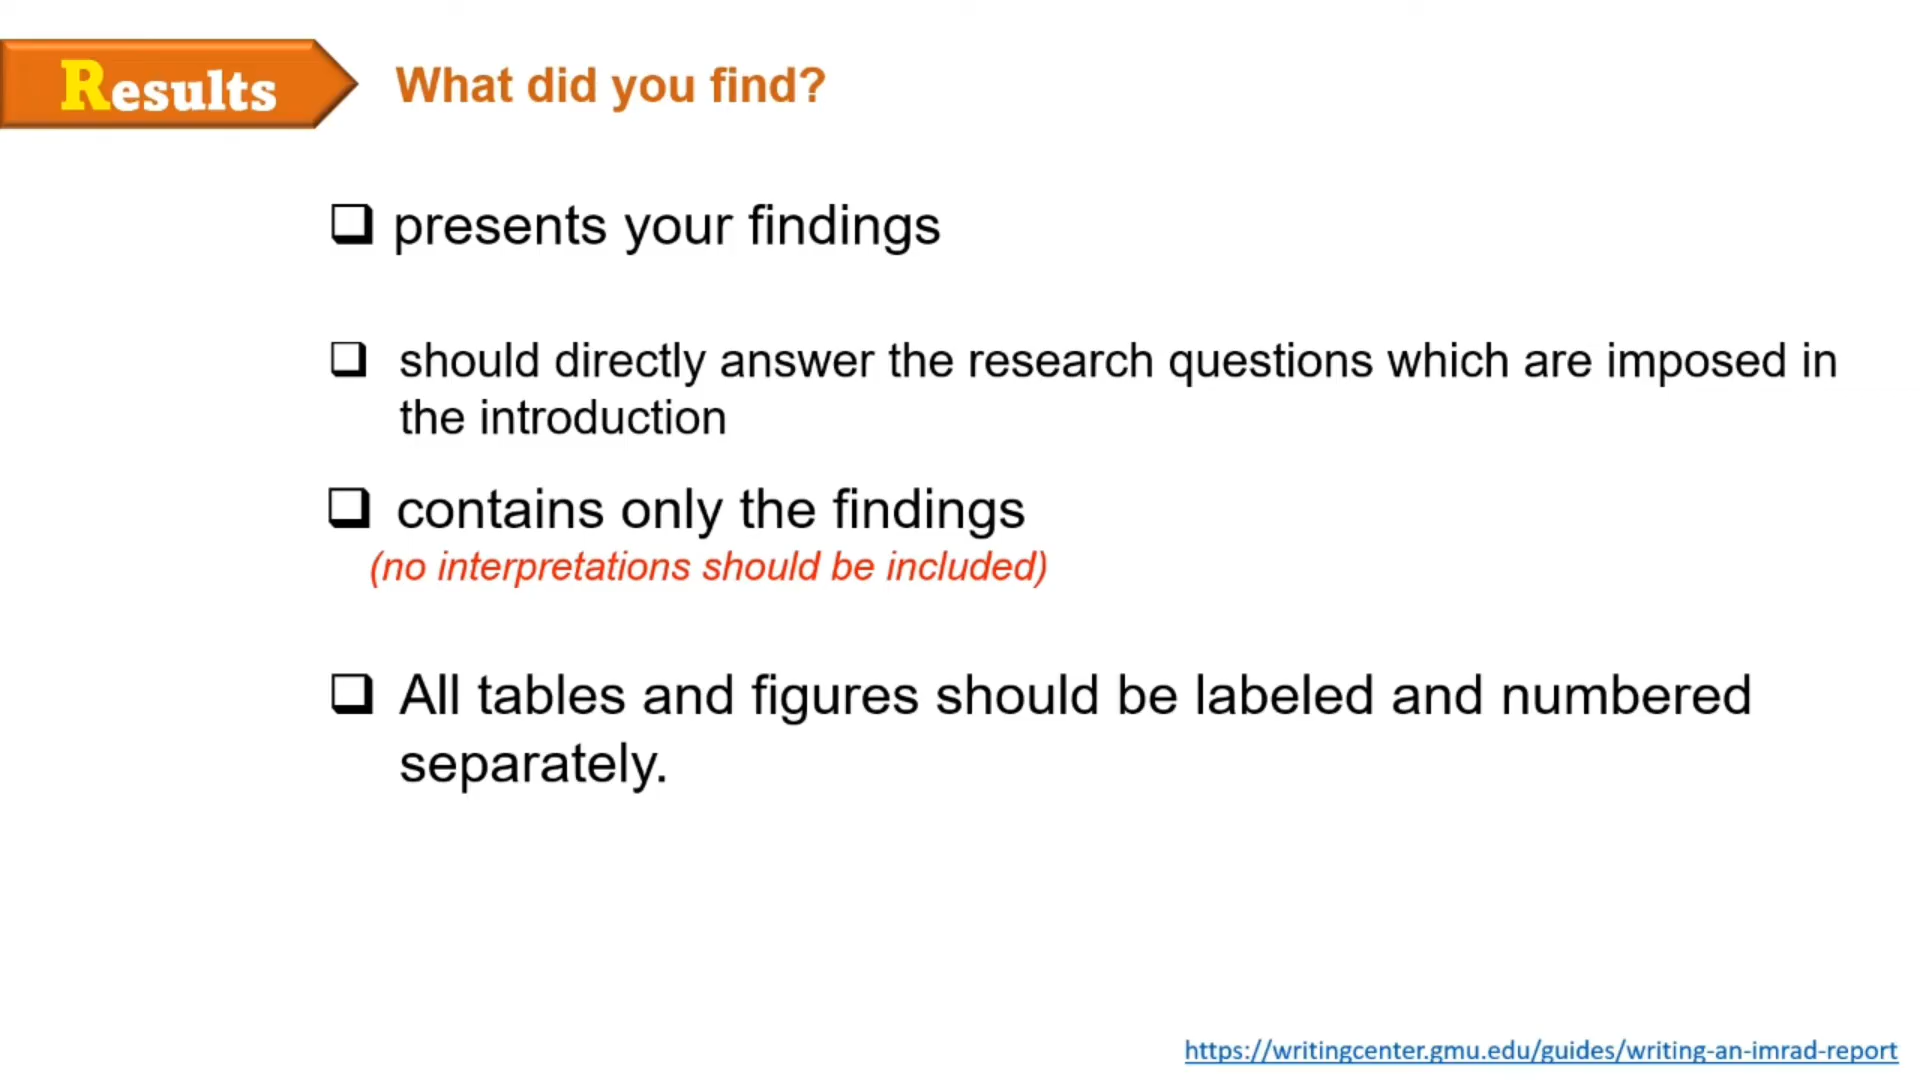 Results
What did you find?
presents your findings
should directly answer the research questions which are imposed in
the introduction
contains only the findings
(no interpretations should be included)
All tables and figures should be labeled and numbered
separately.
https://writingcenter.gmu.edu/guides/writing-an-imrad-report